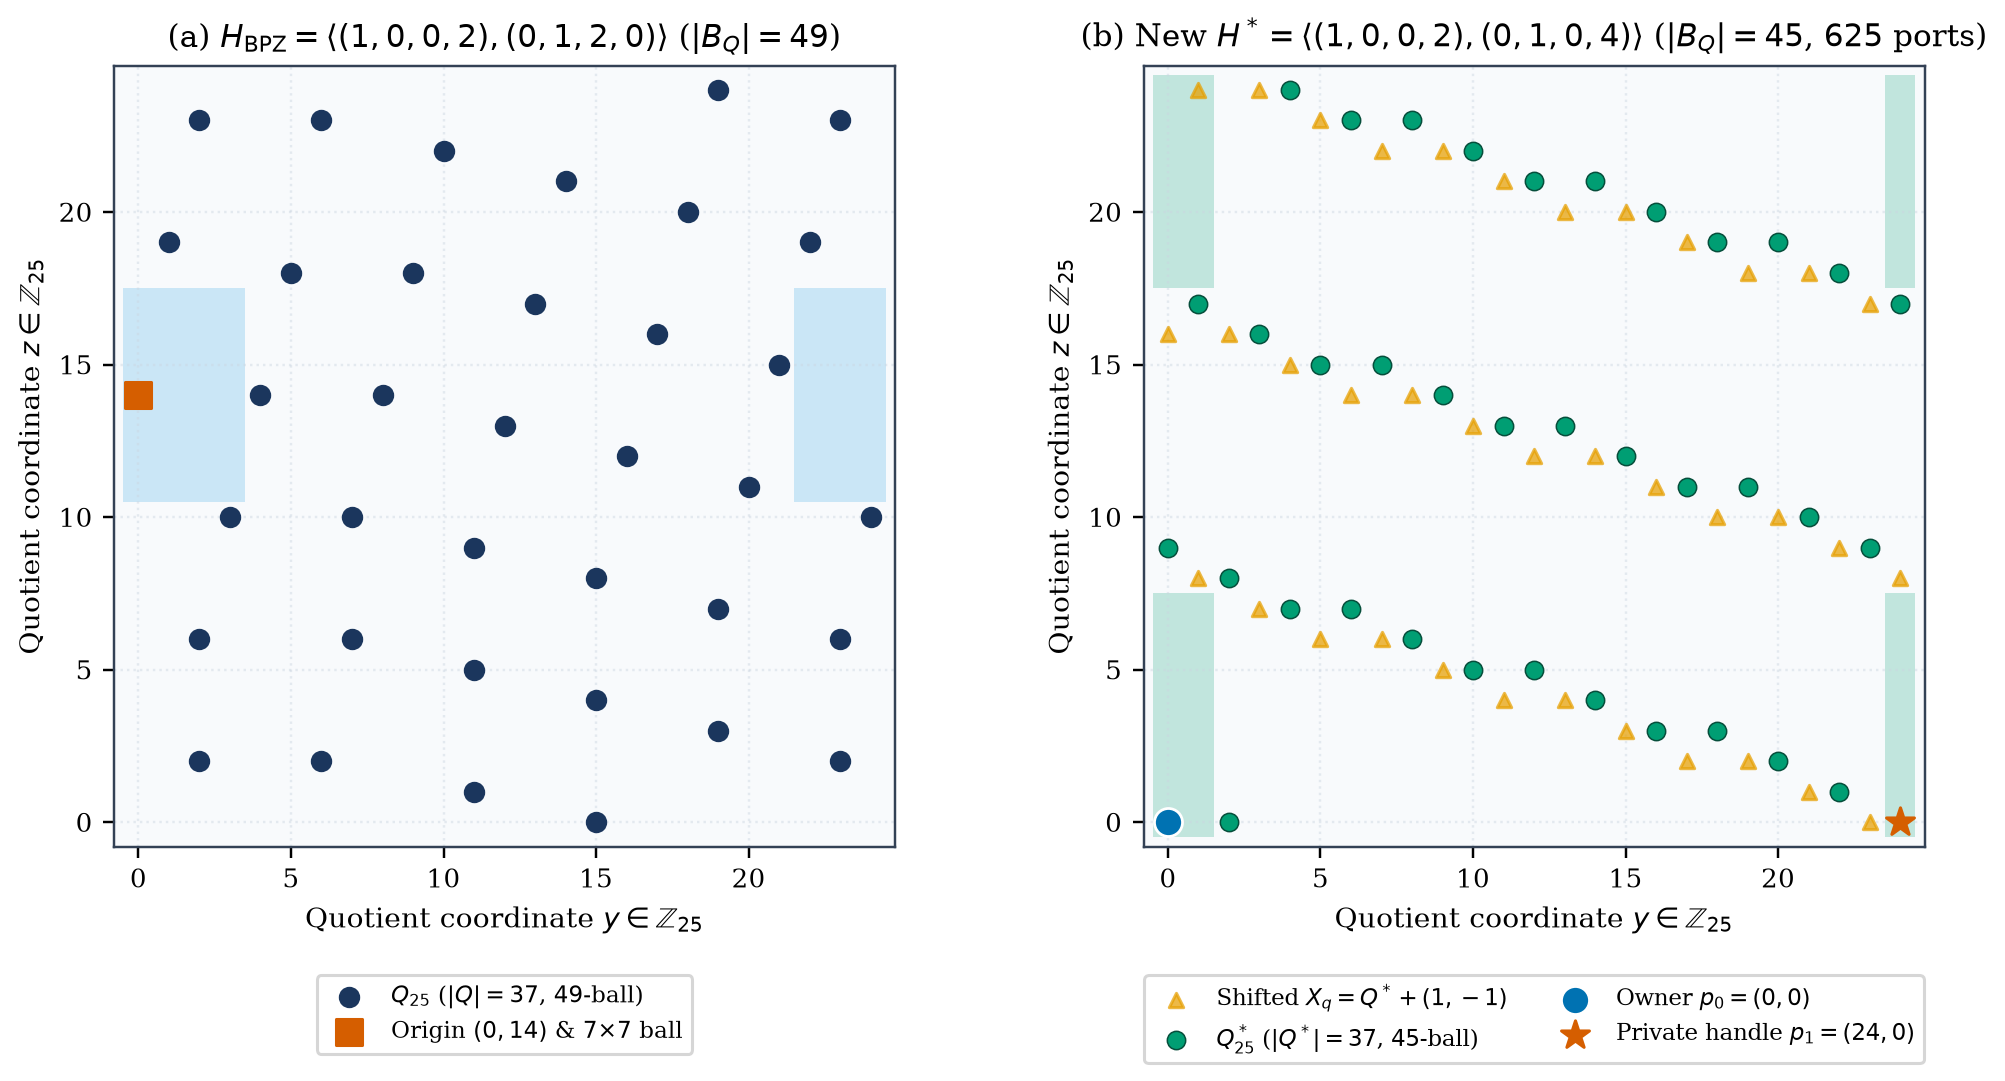 (a) H_BPZ = ⟨(1, 0, 0, 2), (0, 1, 2, 0)⟩ (|B_Q| = 49)
20
15
10
5
0
0 5 10 15 20
Quotient coordinate z ∈ ℤ₂₅
Quotient coordinate y ∈ ℤ₂₅
Q₂₅ (|Q| = 37, 49-ball)
Origin (0, 14) & 7×7 ball
(b) New H* = ⟨(1, 0, 0, 2), (0, 1, 0, 4)⟩ (|B_Q| = 45, 625 ports)
20
15
10
5
0
0 5 10 15 20
Quotient coordinate z ∈ ℤ₂₅
Quotient coordinate y ∈ ℤ₂₅
Shifted X_q = Q* + (1, −1)
Q*₂₅ (|Q*| = 37, 45-ball)
Owner p₀ = (0, 0)
Private handle p₁ = (24, 0)